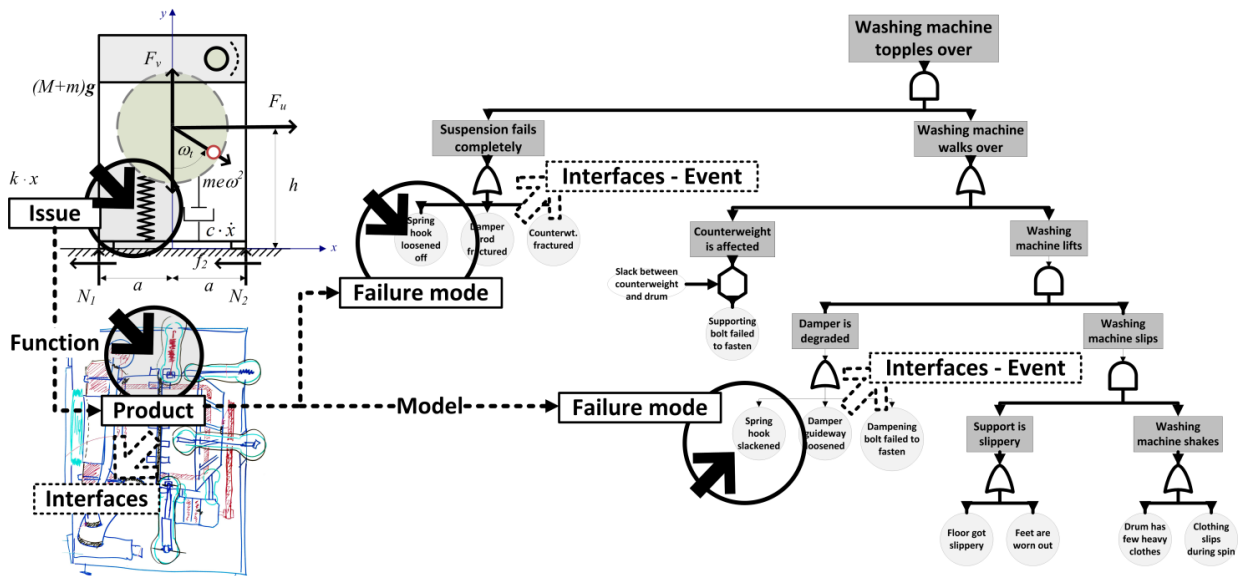 y
F_v
(M+m)g
F_u
ω_t
k · x
meω²
h
Issue
c · ẋ
x
f_2
a
a
N_1
N_2
Function
Product
Interfaces
Model
Washing machine
topples over
Suspension fails
completely
Washing machine
walks over
Interfaces - Event
Spring
hook
loosened
off
Damper
rod
fractured
Counterwt.
fractured
Failure mode
Counterweight
is affected
Washing
machine lifts
Slack between
counterweight
and drum
Supporting
bolt failed to
fasten
Damper is
degraded
Washing
machine slips
Interfaces - Event
Failure mode
Spring
hook
slackened
Damper
guideway
loosened
Dampening
bolt failed to
fasten
Support is
slippery
Washing
machine shakes
Floor got
slippery
Feet are
worn out
Drum has
few heavy
clothes
Clothing
slips
during spin